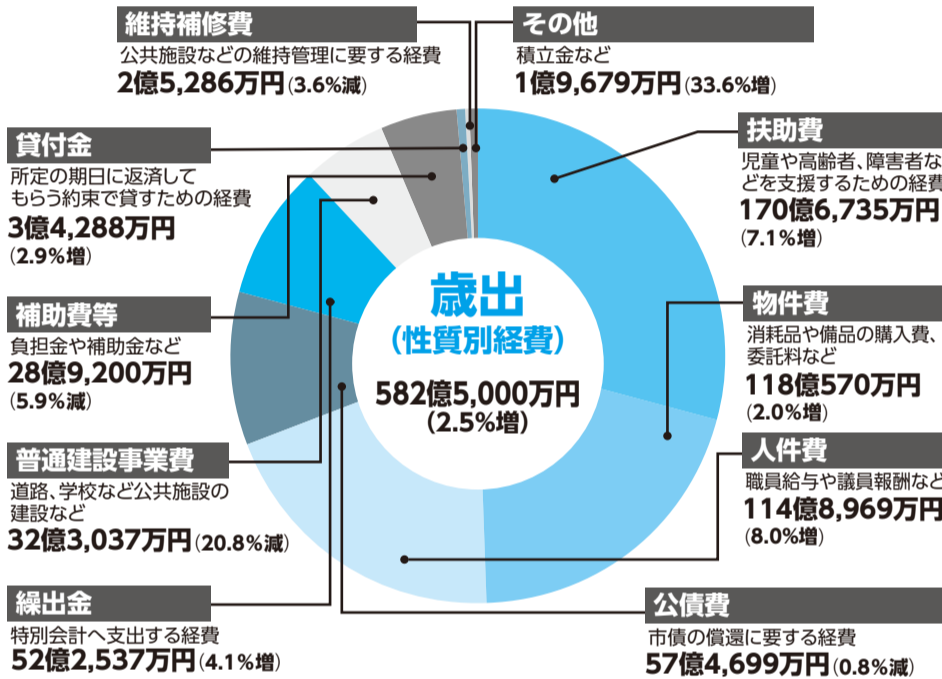 維持補修費
公共施設などの維持管理に要する経費
2億5,286万円(3.6%減)
その他
積立金など
1億9,679万円(33.6%増)
貸付金
所定の期日に返済して
もらう約束で貸すための経費
3億4,288万円
(2.9%増)
扶助費
児童や高齢者、障害者な
どを支援するための経費
170億6,735万円
(7.1%増)
補助費等
負担金や補助金など
28億9,200万円
(5.9%減)
歳出
(性質別経費)
582億5,000万円
(2.5%増)
物件費
消耗品や備品の購入費、
委託料など
118億570万円
(2.0%増)
普通建設事業費
道路、学校など公共施設の
建設など
32億3,037万円(20.8%減)
人件費
職員給与や議員報酬など
114億8,969万円
(8.0%増)
繰出金
特別会計へ支出する経費
52億2,537万円(4.1%増)
公債費
市債の償還に要する経費
57億4,699万円(0.8%減)